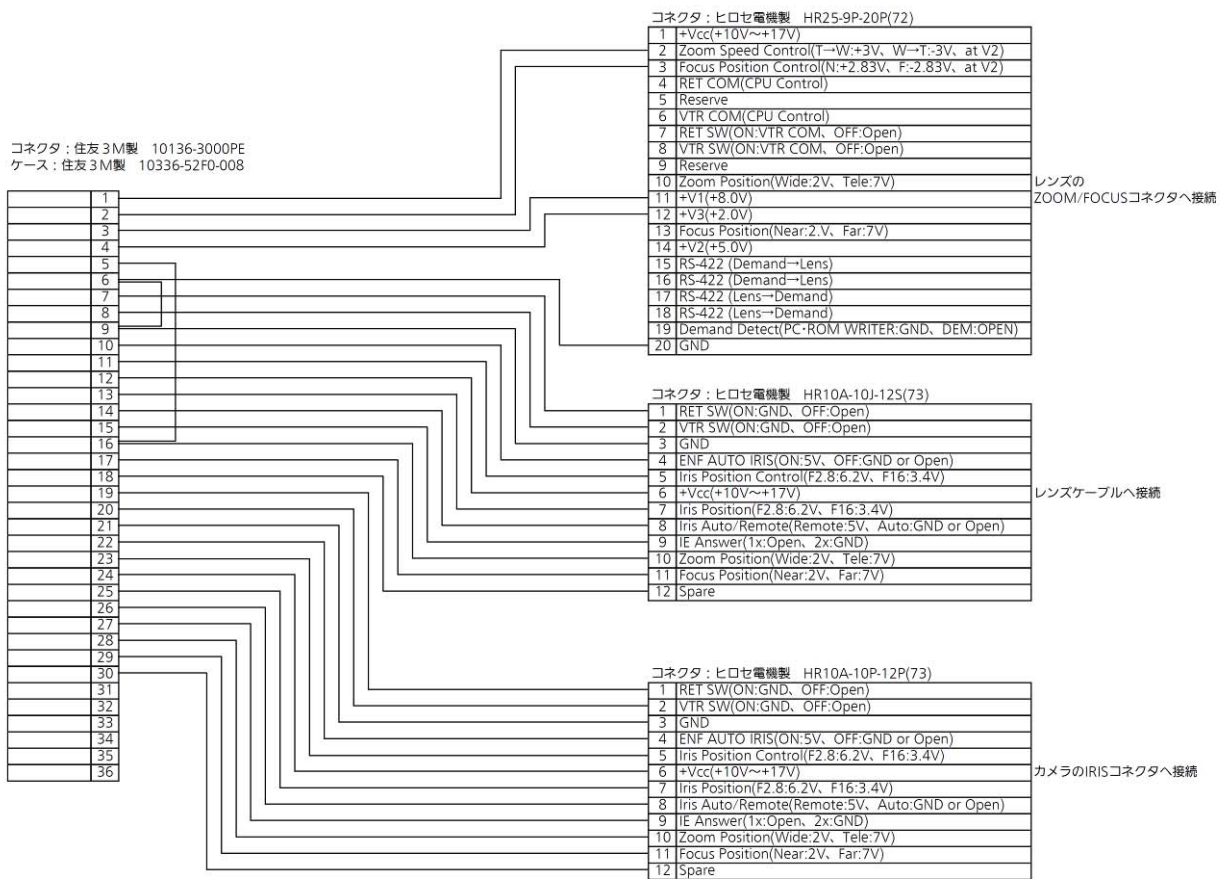 コネクタ：ヒロセ電機製 HR25-9P-20P(72)
1 +Vcc(+10V～+17V)
2 Zoom Speed Control(T→W:+3V、W→T:-3V、at V2)
3 Focus Position Control(N:+2.83V、F:-2.83V、at V2)
4 RET COM(CPU Control)
5 Reserve
6 VTR COM(CPU Control)
7 RET SW(ON:VTR COM、OFF:Open)
8 VTR SW(ON:VTR COM、OFF:Open)
9 Reserve
10 Zoom Position(Wide:2V、Tele:7V)
11 +V1(+8.0V)
12 +V3(+2.0V)
13 Focus Position(Near:2.V、Far:7V)
14 +V2(+5.0V)
15 RS-422 (Demand→Lens)
16 RS-422 (Demand→Lens)
17 RS-422 (Lens→Demand)
18 RS-422 (Lens→Demand)
19 Demand Detect(PC･ROM WRITER:GND、DEM:OPEN)
20 GND
レンズの
ZOOM/FOCUSコネクタへ接続
コネクタ：住友３Ｍ製 10136-3000PE
ケース：住友３Ｍ製 10336-52F0-008
1
2
3
4
5
6
7
8
9
10
11
12
13
14
15
16
17
18
19
20
21
22
23
24
25
26
27
28
29
30
31
32
33
34
35
36
コネクタ：ヒロセ電機製 HR10A-10J-12S(73)
1 RET SW(ON:GND、OFF:Open)
2 VTR SW(ON:GND、OFF:Open)
3 GND
4 ENF AUTO IRIS(ON:5V、OFF:GND or Open)
5 Iris Position Control(F2.8:6.2V、F16:3.4V)
6 +Vcc(+10V～+17V)
7 Iris Position(F2.8:6.2V、F16:3.4V)
8 Iris Auto/Remote(Remote:5V、Auto:GND or Open)
9 IE Answer(1x:Open、2x:GND)
10 Zoom Position(Wide:2V、Tele:7V)
11 Focus Position(Near:2V、Far:7V)
12 Spare
レンズケーブルへ接続
コネクタ：ヒロセ電機製 HR10A-10P-12P(73)
1 RET SW(ON:GND、OFF:Open)
2 VTR SW(ON:GND、OFF:Open)
3 GND
4 ENF AUTO IRIS(ON:5V、OFF:GND or Open)
5 Iris Position Control(F2.8:6.2V、F16:3.4V)
6 +Vcc(+10V～+17V)
7 Iris Position(F2.8:6.2V、F16:3.4V)
8 Iris Auto/Remote(Remote:5V、Auto:GND or Open)
9 IE Answer(1x:Open、2x:GND)
10 Zoom Position(Wide:2V、Tele:7V)
11 Focus Position(Near:2V、Far:7V)
12 Spare
カメラのIRISコネクタへ接続